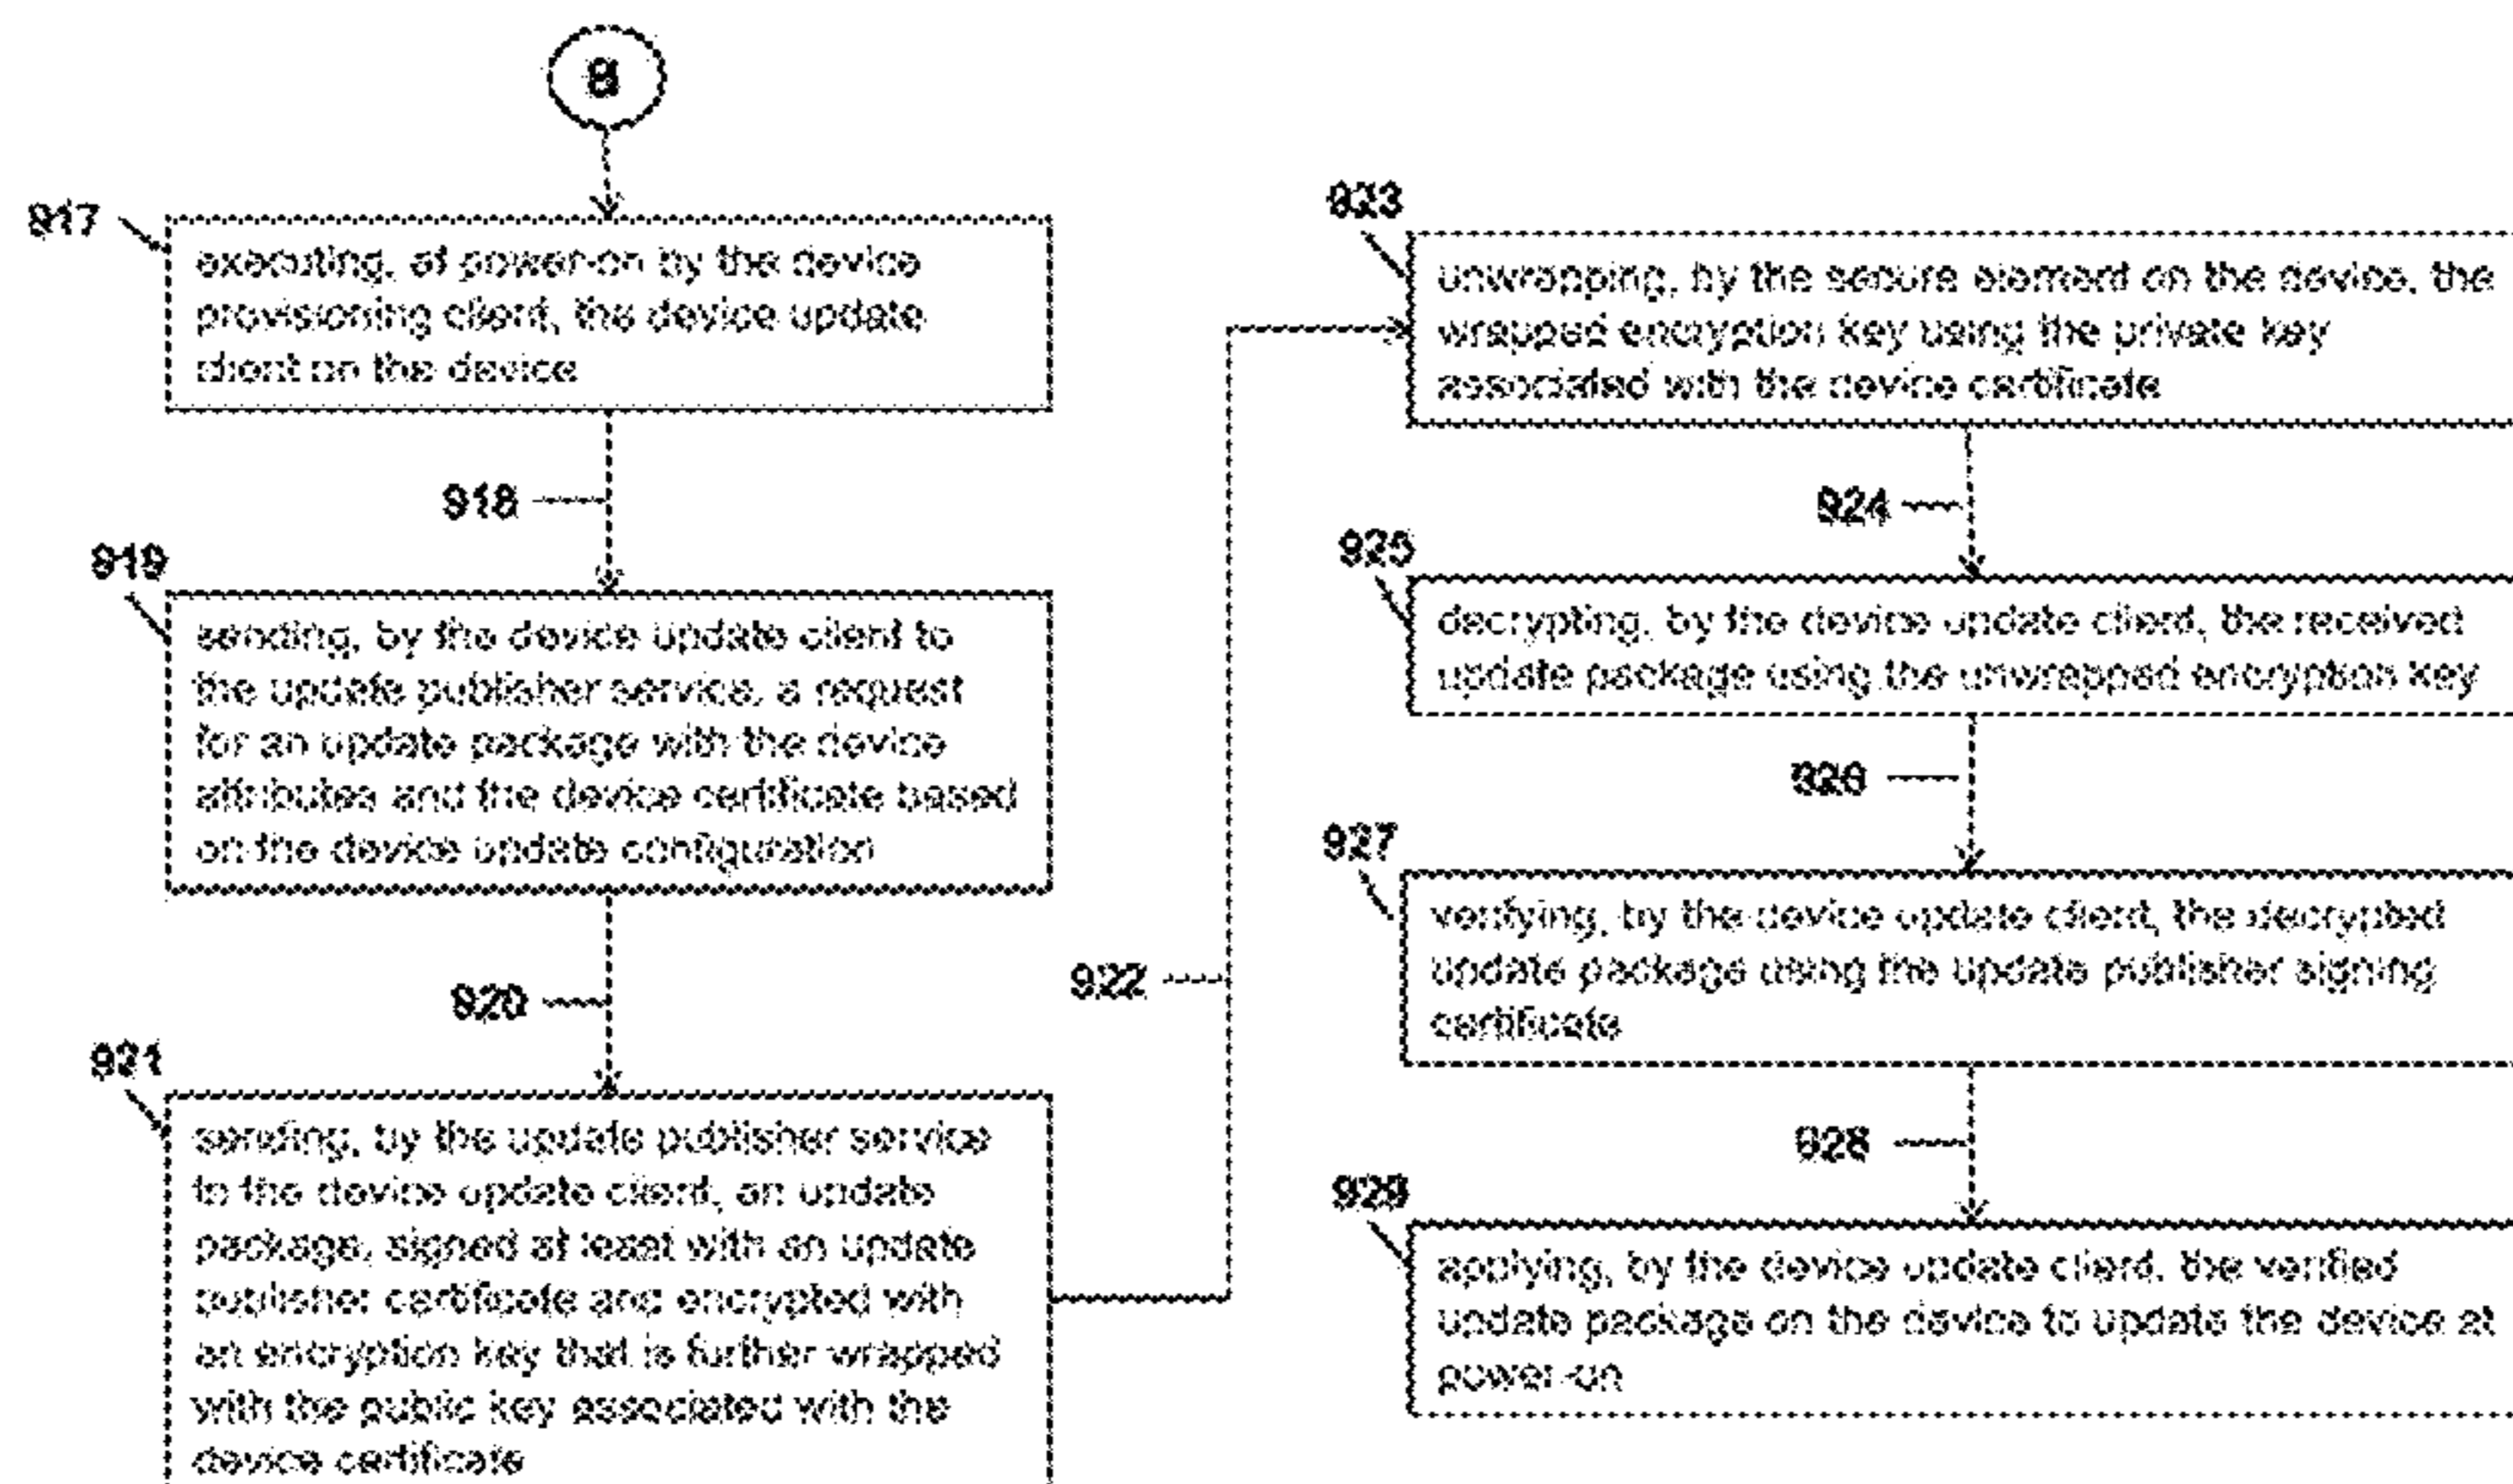 8
917
executing, at power-on by the device
provisioning client, the device update
client on the device
918
919
sending, by the device update client to
the update publisher service, a request
for an update package with the device
attributes and the device certificate based
on the device update configuration
920
921
sending, by the update publisher service
to the device update client, an update
package, signed at least with an update
publisher certificate and encrypted with
an encryption key that is further wrapped
with the public key associated with the
device certificate
922
923
unwrapping, by the secure element on the device, the
wrapped encryption key using the private key
associated with the device certificate
924
925
decrypting, by the device update client, the received
update package using the unwrapped encryption key
926
927
verifying, by the device update client, the decrypted
update package using the update publisher signing
certificate
928
929
applying, by the device update client, the verified
update package on the device to update the device at
power-on